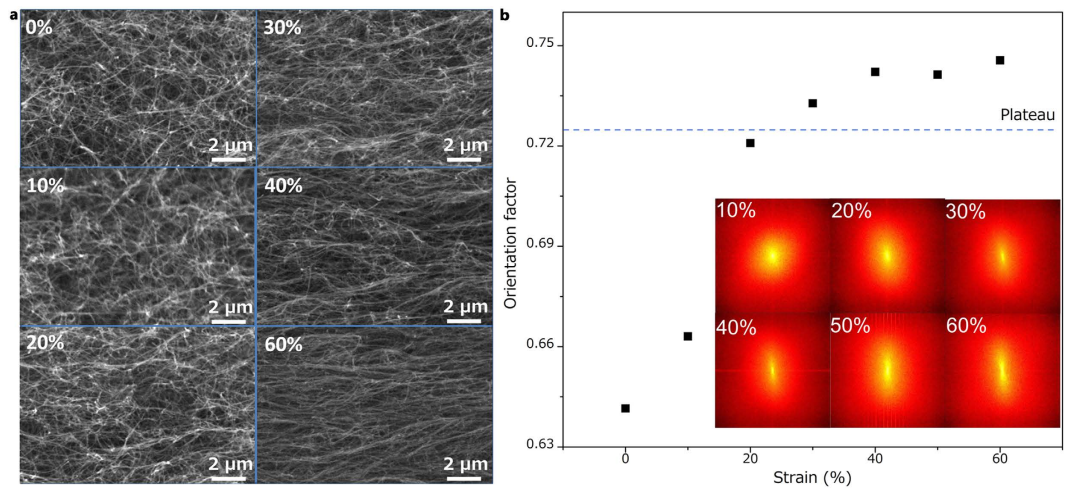 a
0%
2 μm
30%
2 μm
10%
2 μm
40%
2 μm
20%
2 μm
60%
2 μm
b
0.75
0.72
0.69
0.66
0.63
Orientation factor
Plateau
10%
20%
30%
40%
50%
60%
0
20
40
60
Strain (%)